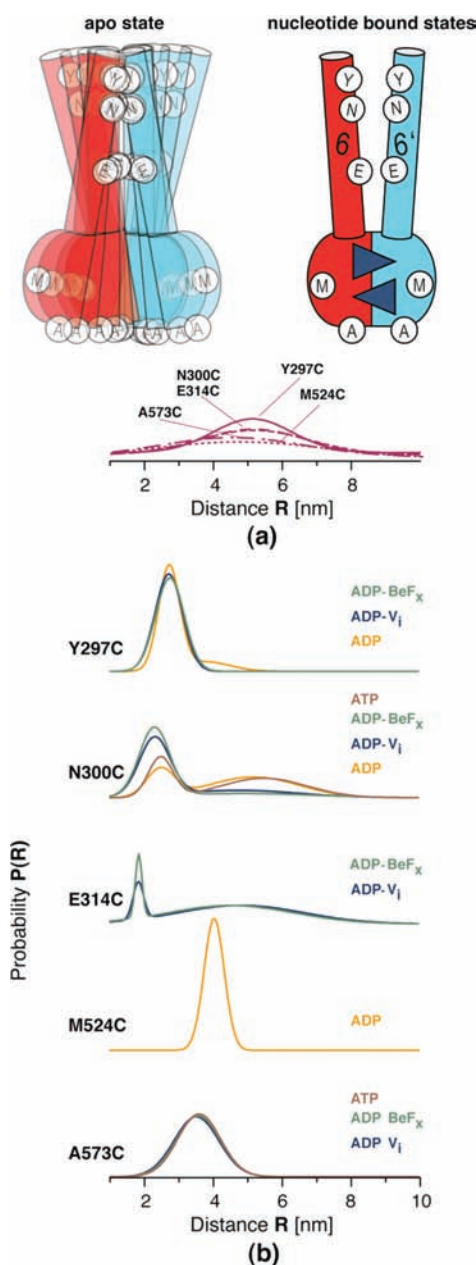 apo state
nucleotide bound states
Y
Y
N
N
6
6'
E
E
M
M
A
A
Y297C
N300C
E314C
M524C
A573C
2
4
6
8
Distance R [nm]
(a)
ADP-BeFx
ADP-Vi
ADP
Y297C
ATP
ADP-BeFx
ADP-Vi
ADP
N300C
Probability P(R)
ADP-BeFx
ADP-Vi
E314C
ADP
M524C
ATP
ADP BeFx
ADP Vi
A573C
2
4
6
8
10
Distance R [nm]
(b)